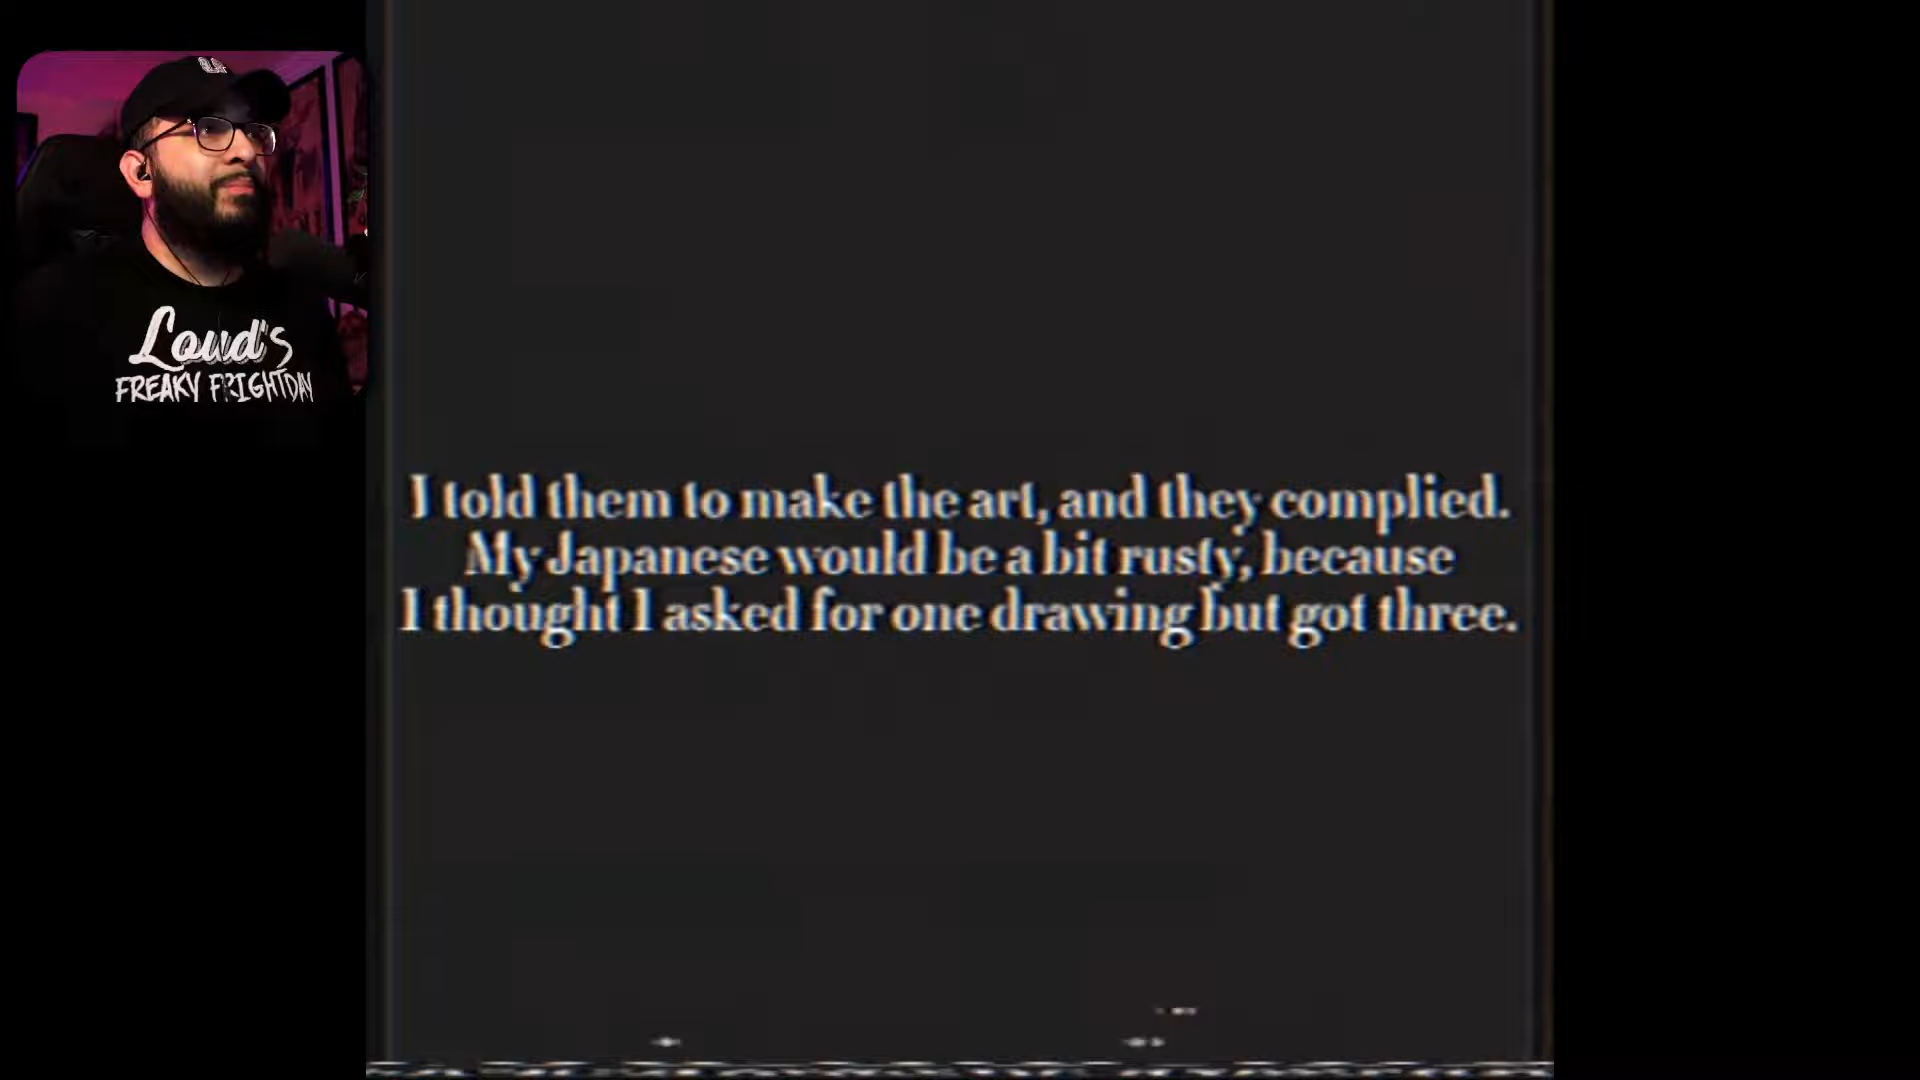 Loud's
FREAKY FRIGHTDAY
I told them to make the art, and they complied.
My Japanese would be a bit rusty, because
I thought I asked for one drawing but got three.